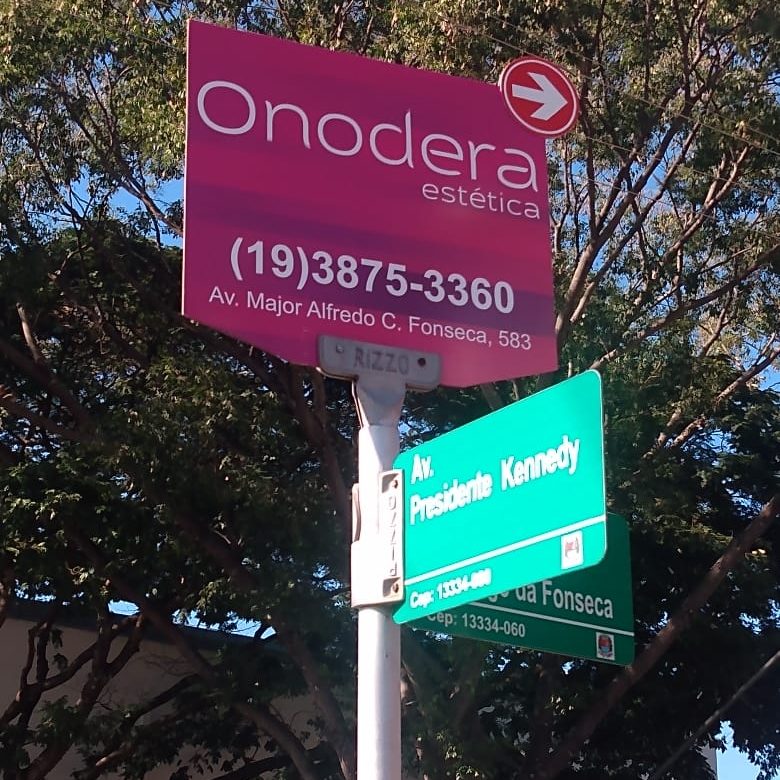 onodera
estética
(19)3875-3360
Av. Major Alfredo C. Fonseca, 583
RIZZO
RIZZO
Av.
Presidente Kennedy
Cep: 13334-
da Fonseca
Cep: 13334-060